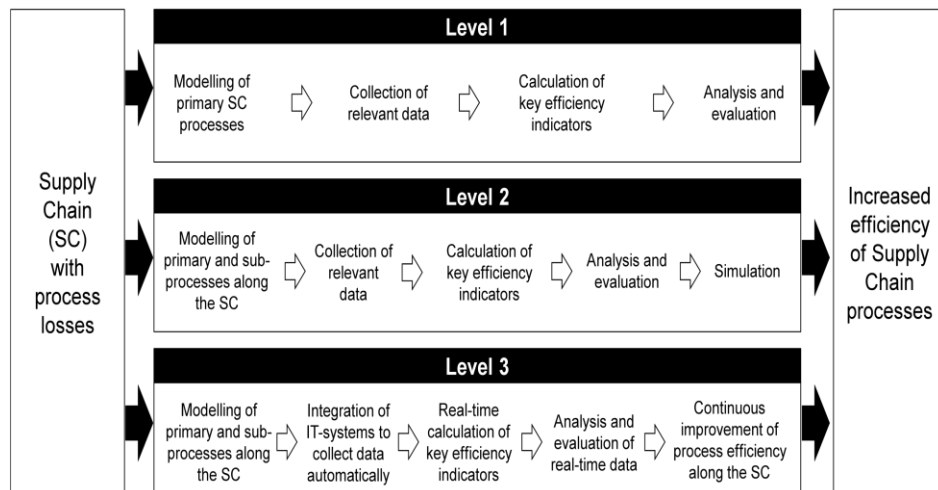 Supply
Chain
(SC)
with
process
losses
Level 1
Modelling of
primary SC
processes
Collection of
relevant data
Calculation of
key efficiency
indicators
Analysis and
evaluation
Level 2
Modelling of
primary and sub-
processes along
the SC
Collection of
relevant
data
Calculation of
key efficiency
indicators
Analysis and
evaluation
Simulation
Level 3
Modelling of
primary and sub-
processes along
the SC
Integration of
IT-systems to
collect data
automatically
Real-time
calculation of
key efficiency
indicators
Analysis and
evaluation of
real-time data
Continuous
improvement of
process efficiency
along the SC
Increased
efficiency
of Supply
Chain
processes